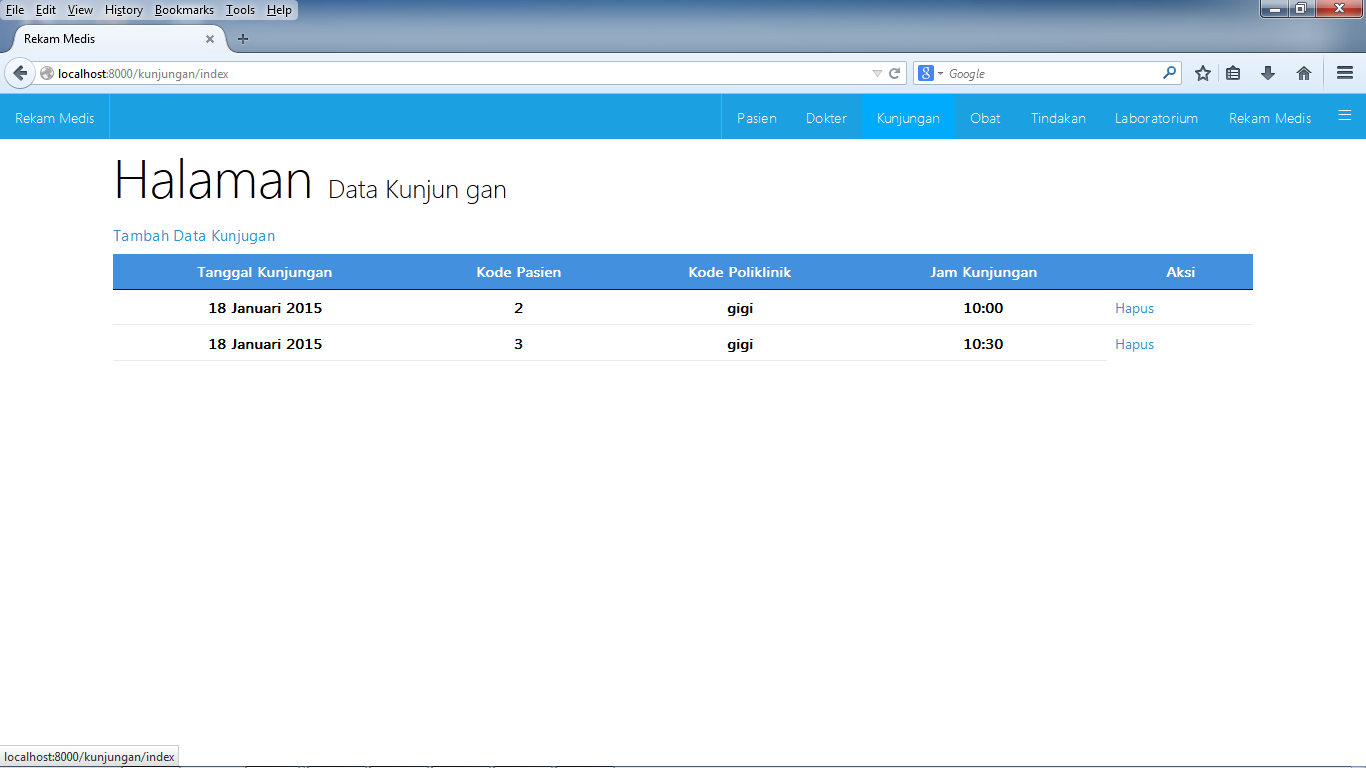 File Edit View History Bookmarks Tools Help
Rekam Medis
localhost:8000/kunjungan/index Google
Rekam Medis Pasien Dokter Kunjungan Obat Tindakan Laboratorium Rekam Medis
Halaman Data Kunjun gan
Tambah Data Kunjugan
Tanggal Kunjungan Kode Pasien Kode Poliklinik Jam Kunjungan Aksi
18 Januari 2015 2 gigi 10:00 Hapus
18 Januari 2015 3 gigi 10:30 Hapus
localhost:8000/kunjungan/index